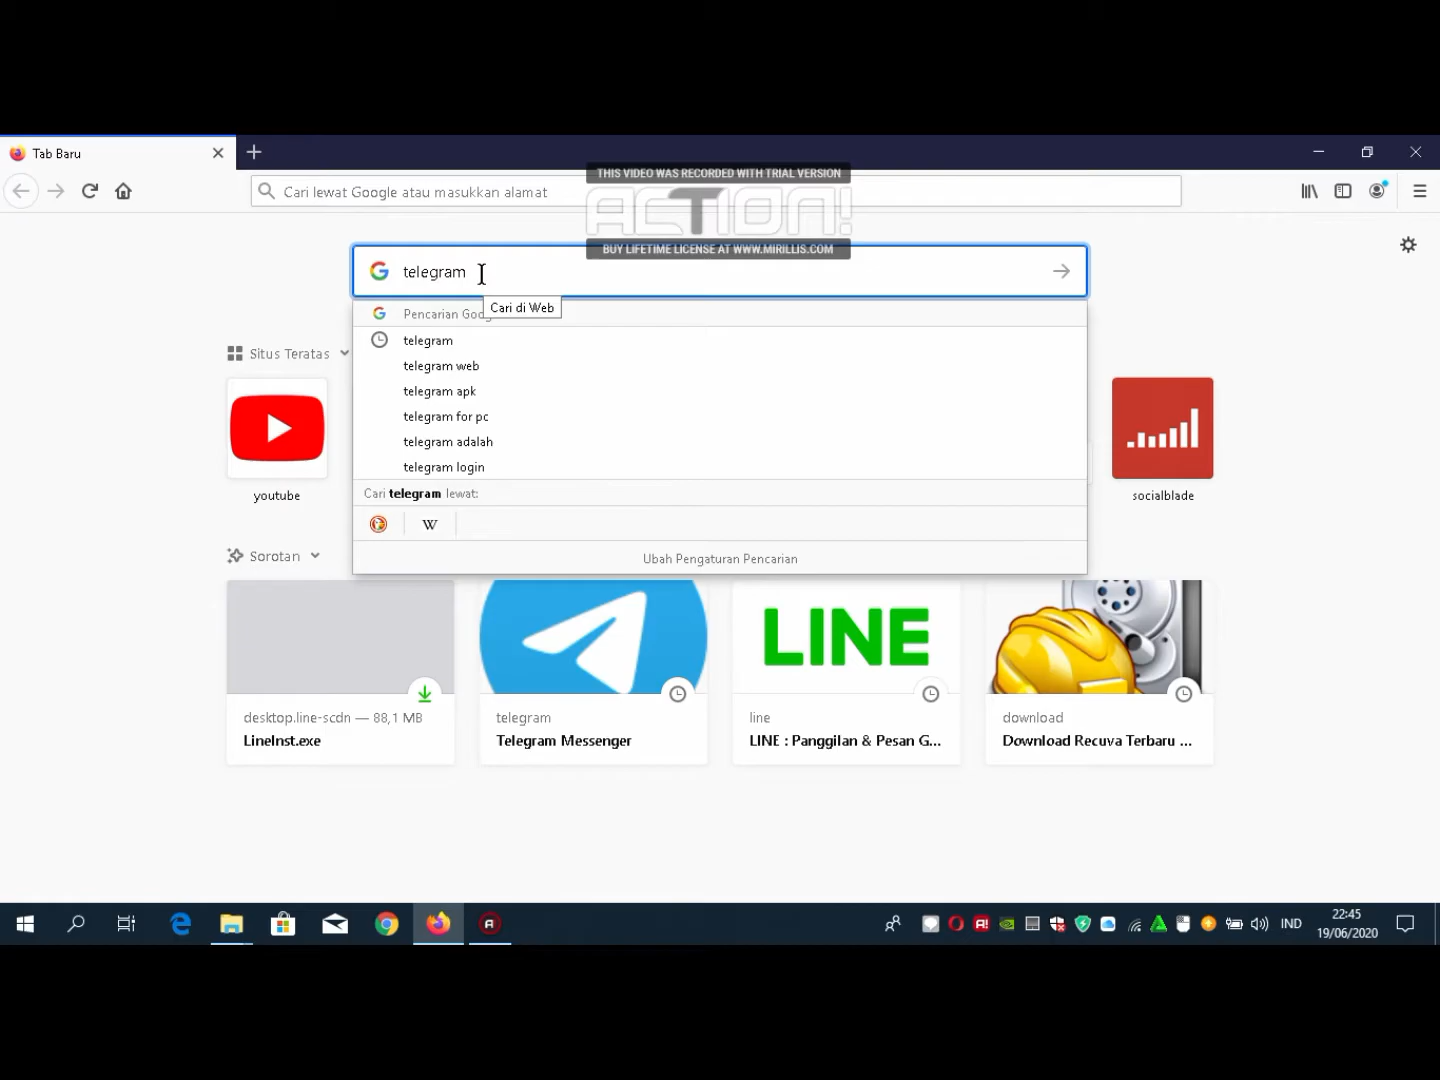 Tab Baru
Cari lewat Google atau masukkan alamat
THIS VIDEO WAS RECORDED WITH TRIAL VERSION
ACTION!
BUY LIFETIME LICENSE AT WWW.MIRILLIS.COM
telegram
Cari di Web
Pencarian Goo
telegram
telegram web
telegram apk
telegram for pc
telegram adalah
telegram login
Cari telegram lewat:
W
Ubah Pengaturan Pencarian
Situs Teratas
youtube
socialblade
Sorotan
LINE
desktop.line-scdn — 88,1 MB
LineInst.exe
telegram
Telegram Messenger
line
LINE : Panggilan & Pesan G...
download
Download Recuva Terbaru ...
IND
22:45
19/06/2020